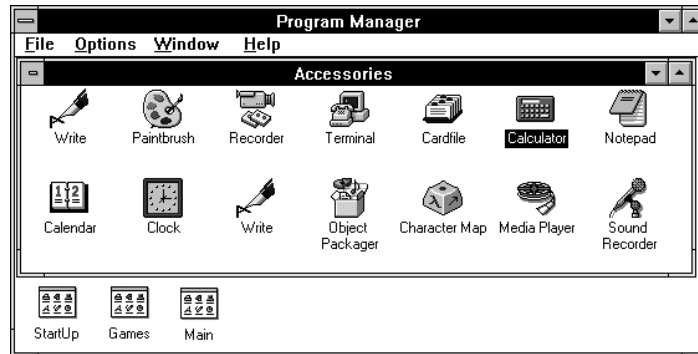 Program Manager
File Options Window Help
Accessories
Write Paintbrush Recorder Terminal Cardfile Calculator Notepad
Calendar Clock Write Object Packager Character Map Media Player Sound Recorder
StartUp Games Main